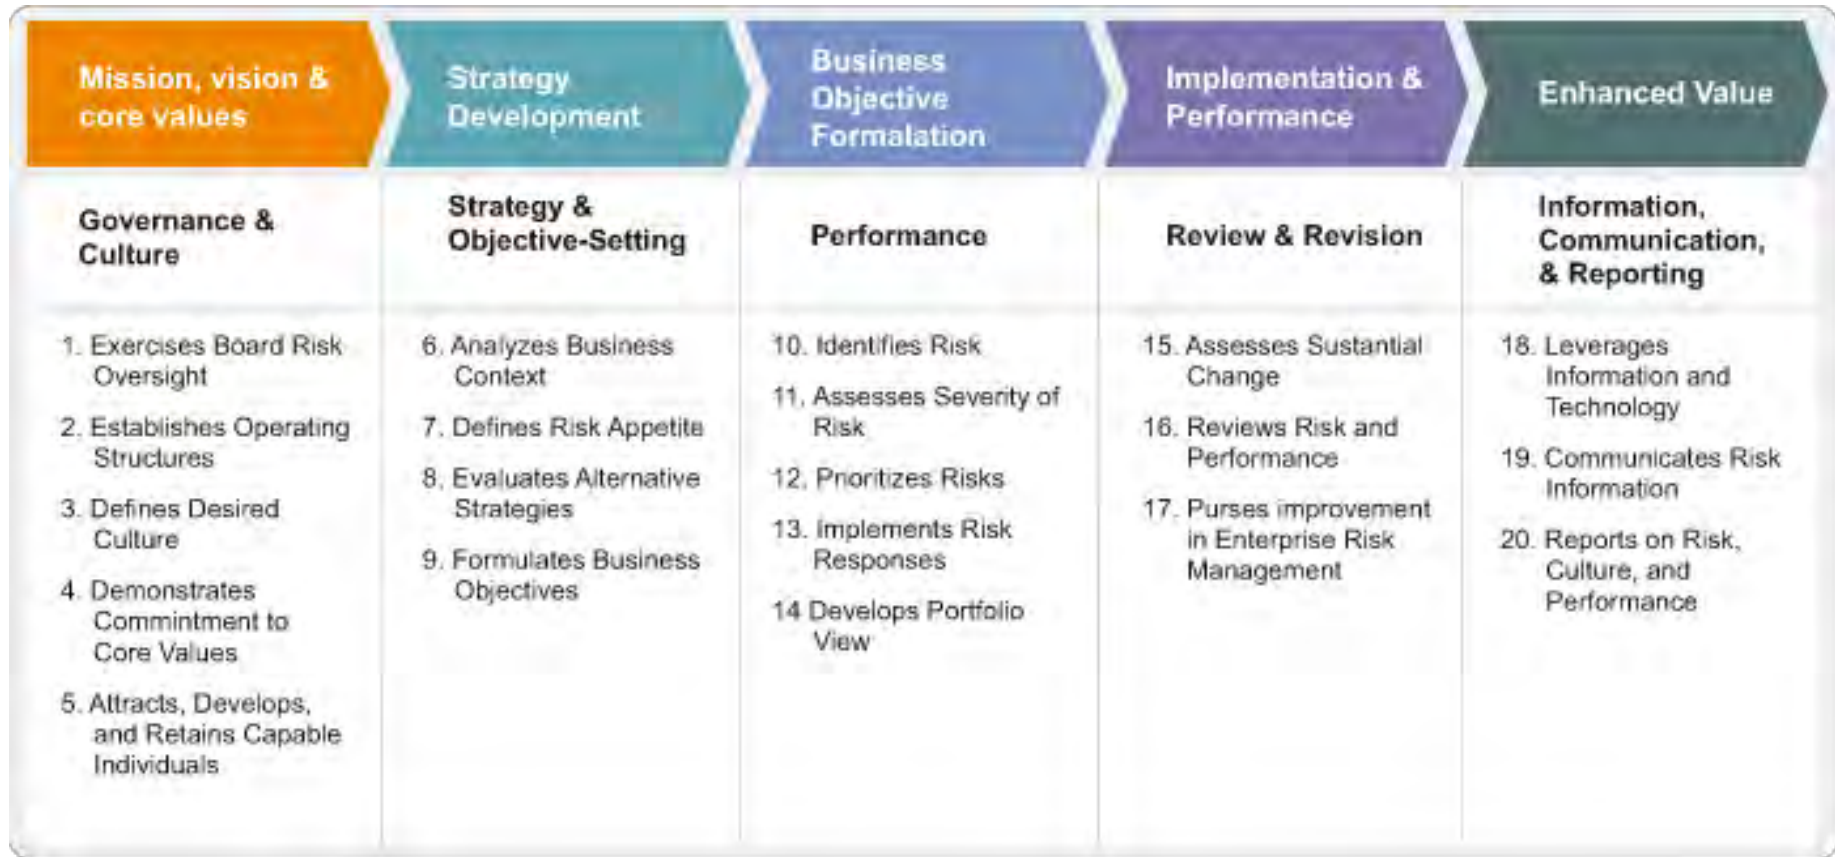 Mission, vision &
core values
Strategy
Development
Business
Objective
Formalation
Implementation &
Performance
Enhanced Value
Governance &
Culture
Strategy &
Objective-Setting
Performance
Review & Revision
Information,
Communication,
& Reporting
1. Exercises Board Risk
Oversight
2. Establishes Operating
Structures
3. Defines Desired
Culture
4. Demonstrates
Commintment to
Core Values
5. Attracts, Develops,
and Retains Capable
Individuals
6. Analyzes Business
Context
7. Defines Risk Appetite
8. Evaluates Alternative
Strategies
9. Formulates Business
Objectives
10. Identifies Risk
11. Assesses Severity of
Risk
12. Prioritizes Risks
13. Implements Risk
Responses
14 Develops Portfolio
View
15. Assesses Sustantial
Change
16. Reviews Risk and
Performance
17. Purses improvement
in Enterprise Risk
Management
18. Leverages
Information and
Technology
19. Communicates Risk
Information
20. Reports on Risk,
Culture, and
Performance